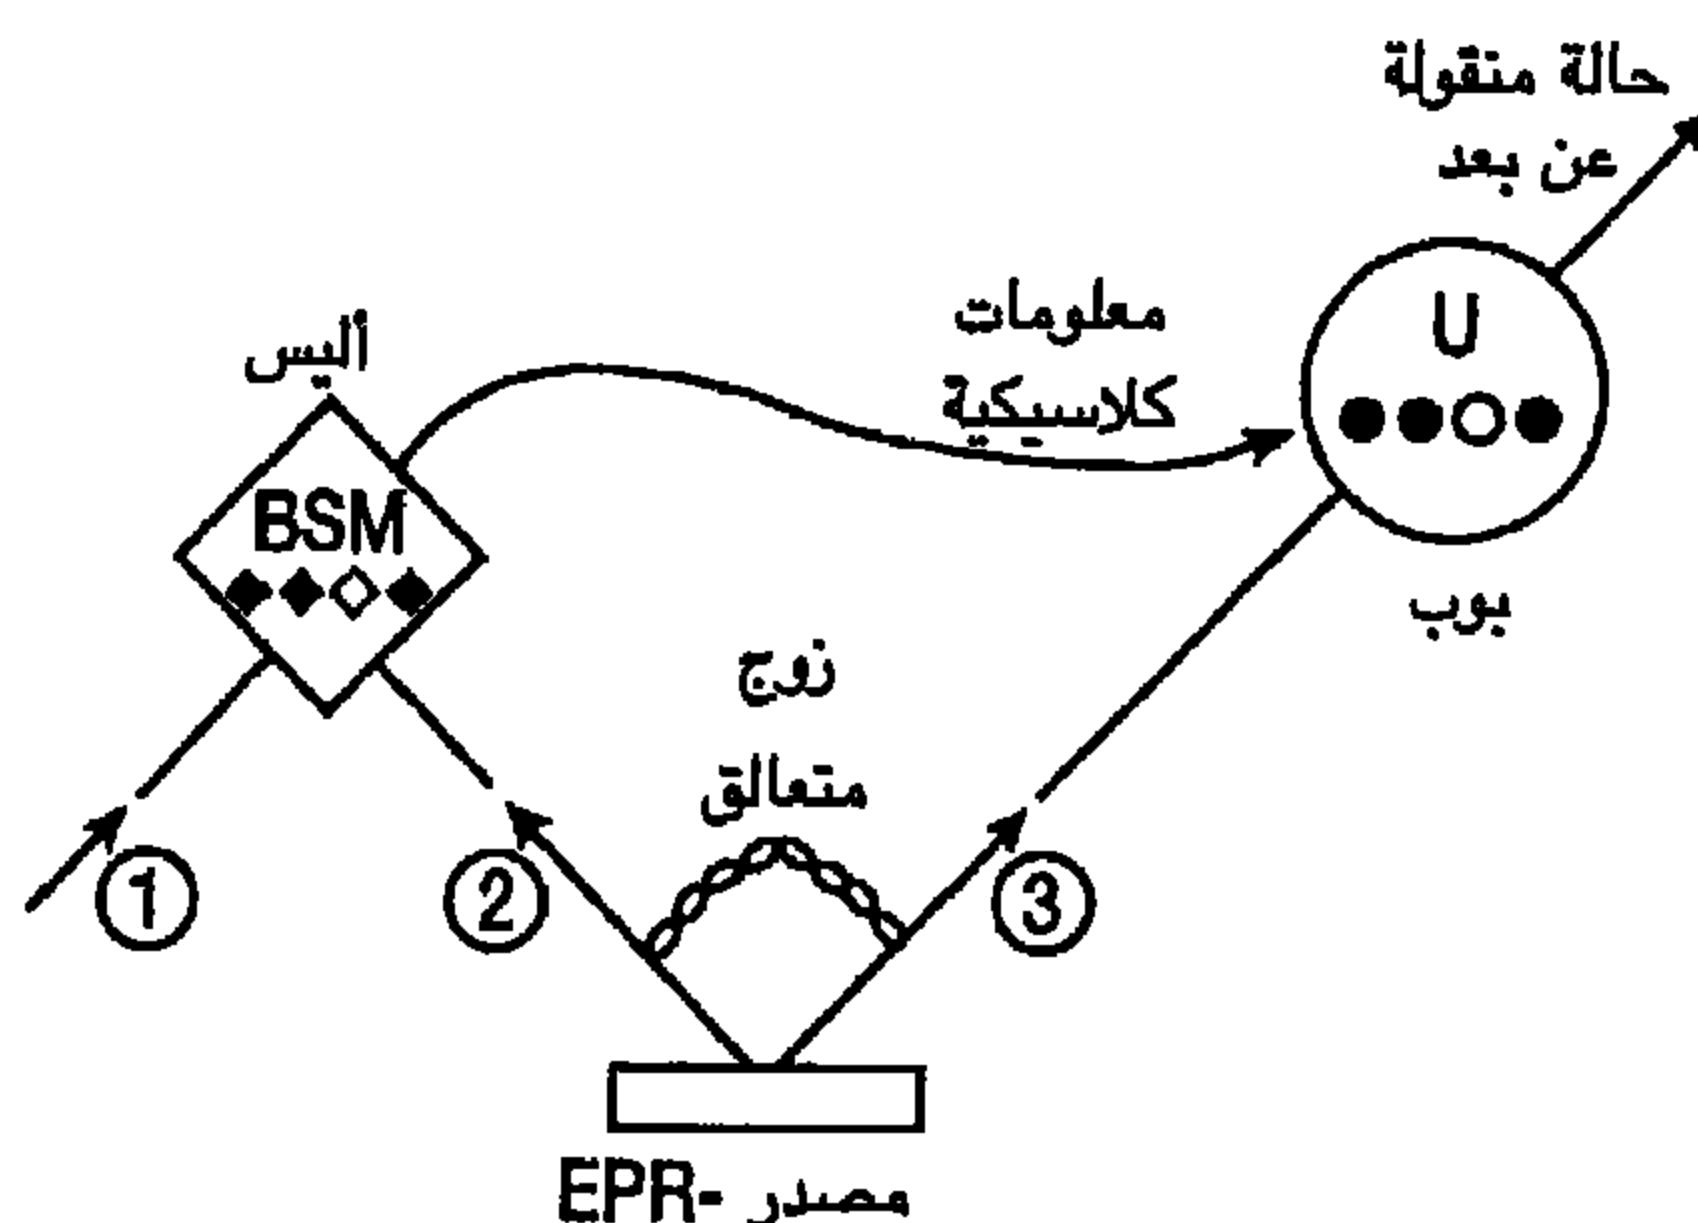 حالة منقولة
عن بعد
U
معلومات
كلاسيكية
أليس
BSM
بوب
زوج
متعالق
1
2
3
مصدر -EPR